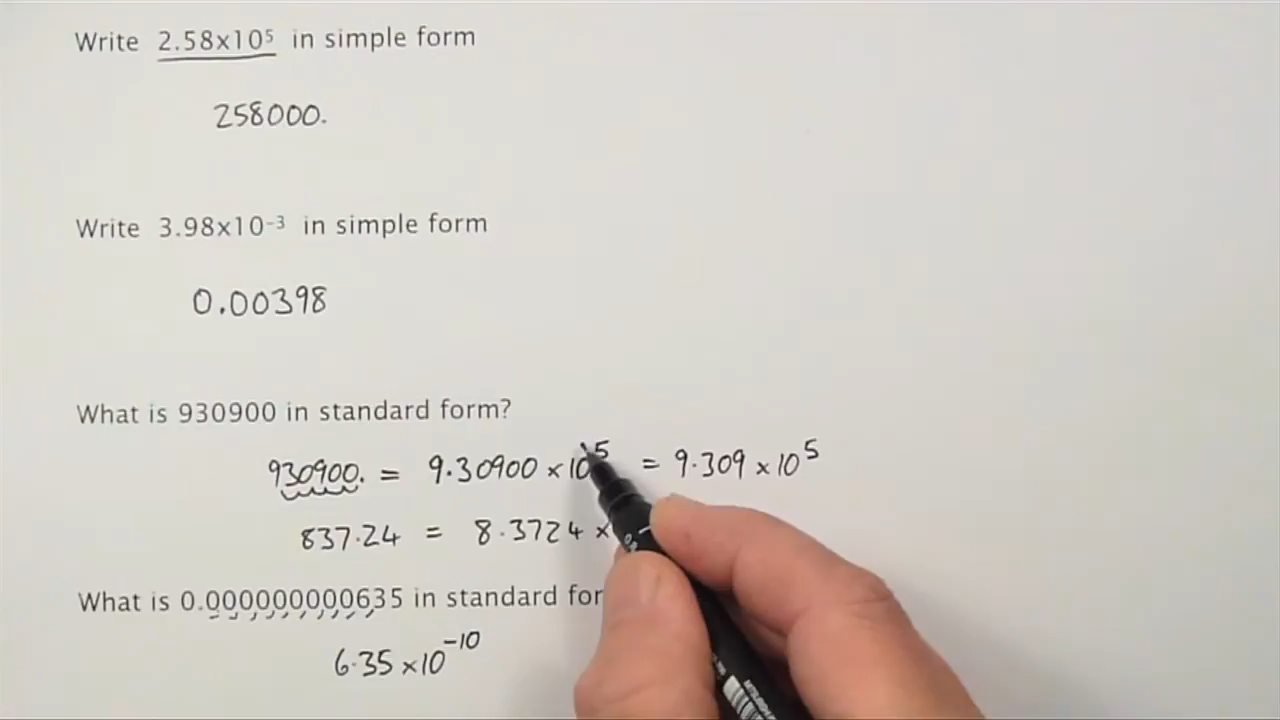 Write 2.58x10⁵ in simple form
258000.
Write 3.98x10⁻³ in simple form
0.00398
What is 930900 in standard form?
930900. = 9.30900 x 10⁵ = 9.309 x 10⁵
837.24 = 8.3724 x
What is 0.000000000635 in standard for
6.35 x 10⁻¹⁰